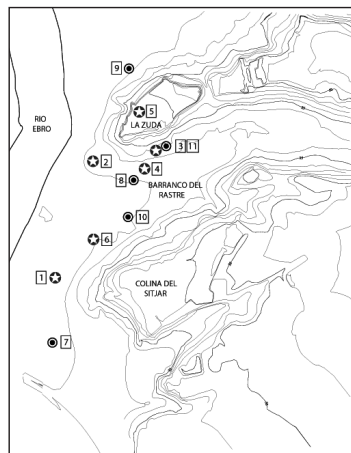 9
RIO
EBRO
5
LA ZUDA
3 11
2
4
8
BARRANCO DEL
RASTRE
10
6
1
COLINA DEL
SITJAR
7